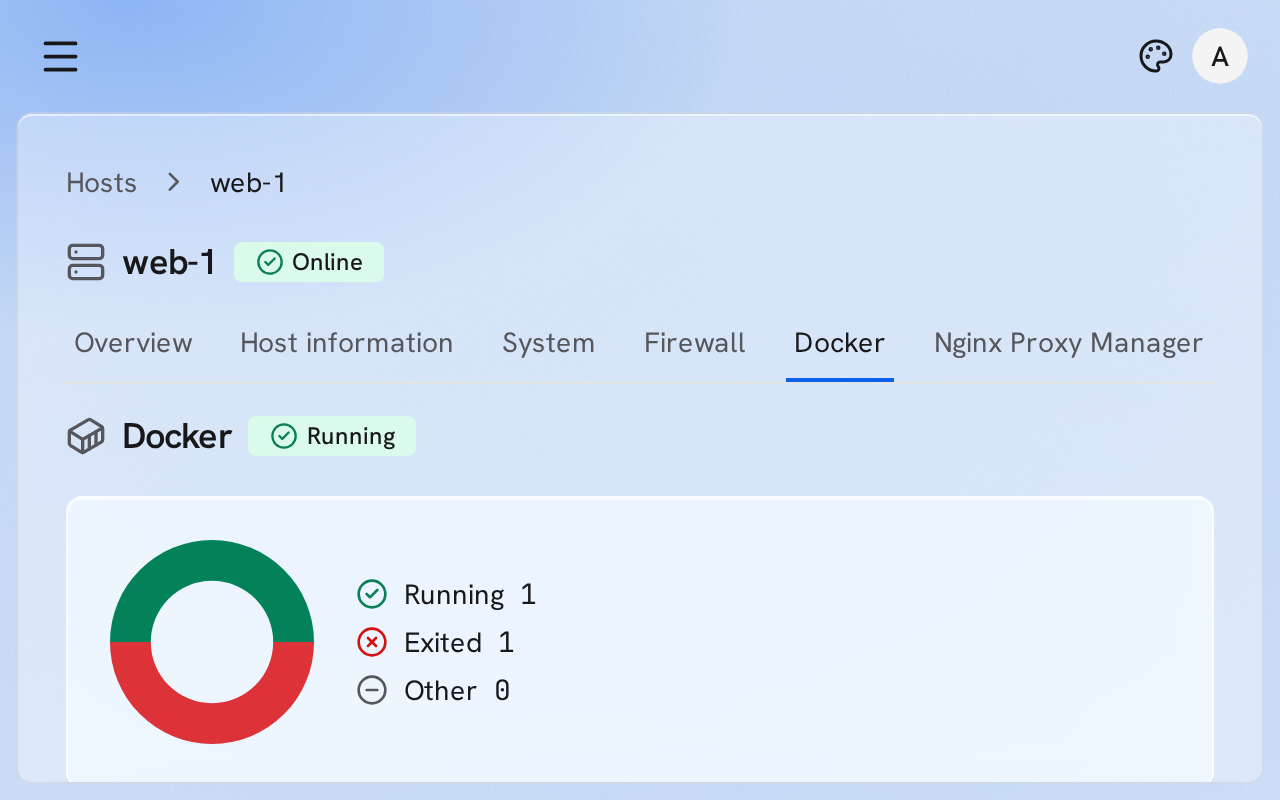 A
Hosts web-1
web-1 Online
Overview Host information System Firewall Docker Nginx Proxy Manager
Docker Running
Running 1
Exited 1
Other 0